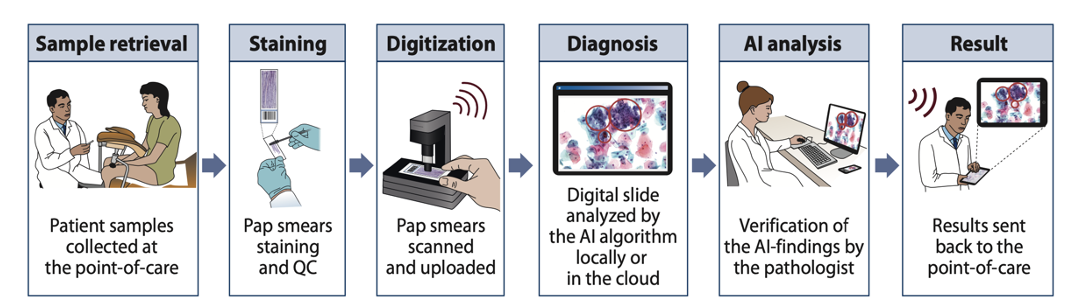 Sample retrieval
Patient samples
collected at
the point-of-care
Staining
Pap smears
staining
and QC
Digitization
Pap smears
scanned
and uploaded
Diagnosis
Digital slide
analyzed by
the AI algorithm
locally or
in the cloud
AI analysis
Verification of
the AI-findings by
the pathologist
Result
Results sent
back to the
point-of-care